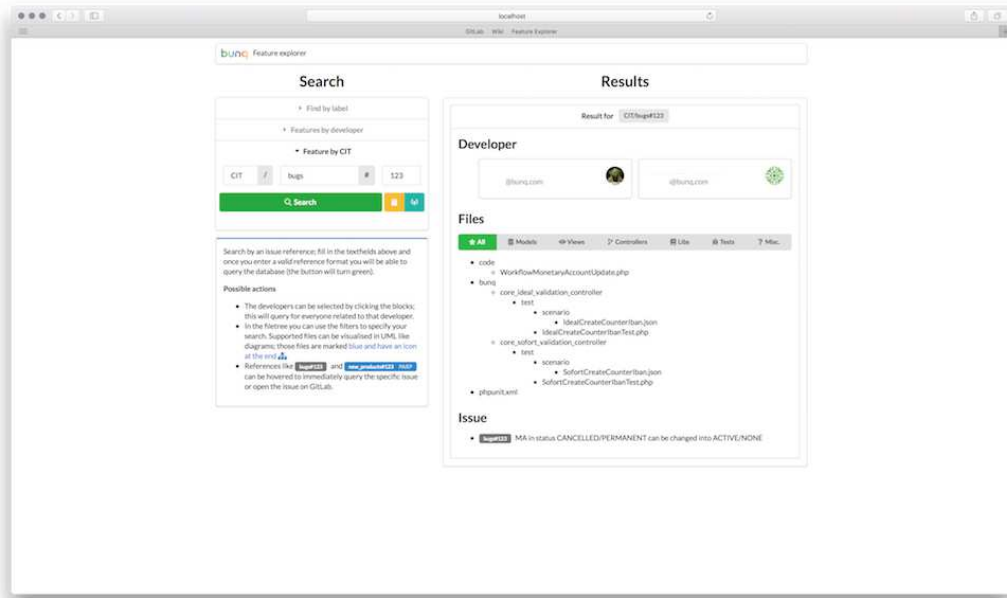 localhost
GitLab Wiki Feature Explorer
bunq Feature explorer
Search
Find by label
Features by developer
Feature by CIT
CIT / bugs # 123
Search
Search by an issue reference; fill in the textfields above and
once you enter a valid reference format you will be able to
query the database (the button will turn green).
Possible actions
The developers can be selected by clicking the blocks;
this will query for everyone related to that developer.
In the filetree you can use the filters to specify your
search. Supported files can be visualised in UML like
diagrams; those files are marked blue and have an icon
at the end
References like bugs#123 and new_products#123
can be hovered to immediately query the specific issue
or open the issue on GitLab.
Results
Result for CIT/bugs#123
Developer
@bunq.com
@bunq.com
Files
All Models Views Controllers Libs Tests ? Misc.
code
WorkflowMonetaryAccountUpdate.php
bunq
core_ideal_validation_controller
test
scenario
IdealCreateCounterIban.json
IdealCreateCounterIbanTest.php
core_sofort_validation_controller
test
scenario
SofortCreateCounterIban.json
SofortCreateCounterIbanTest.php
phpunit.xml
Issue
bugs#123 MA in status CANCELLED/PERMANENT can be changed into ACTIVE/NONE